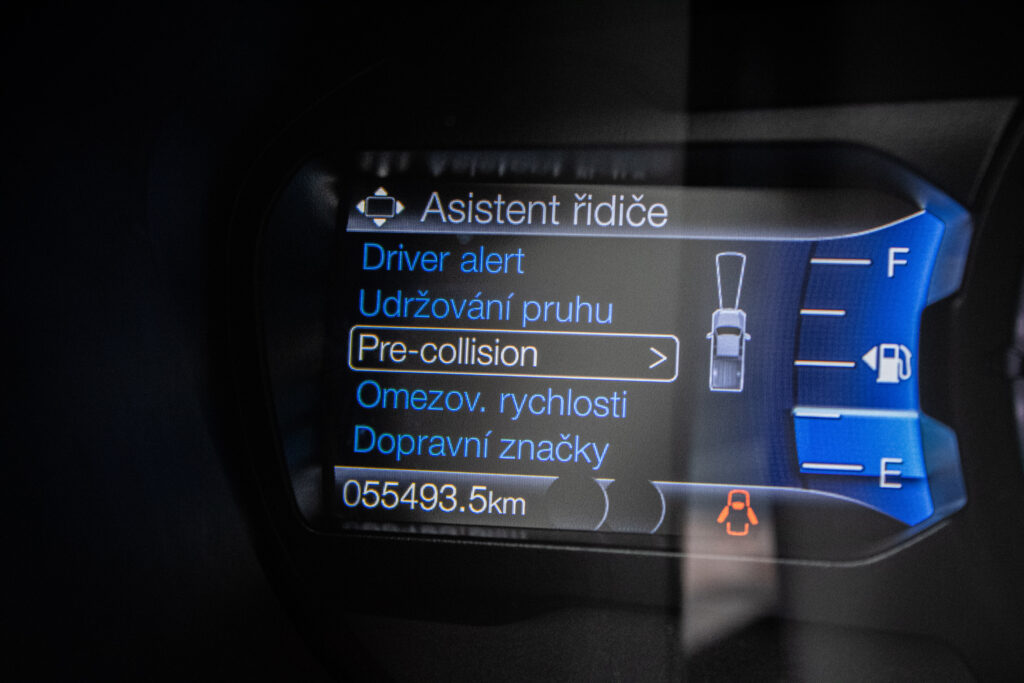 Asistent řidiče
Driver alert
Udržování pruhu
Pre-collision >
Omezov. rychlosti
Dopravní značky
055493.5km
F
E